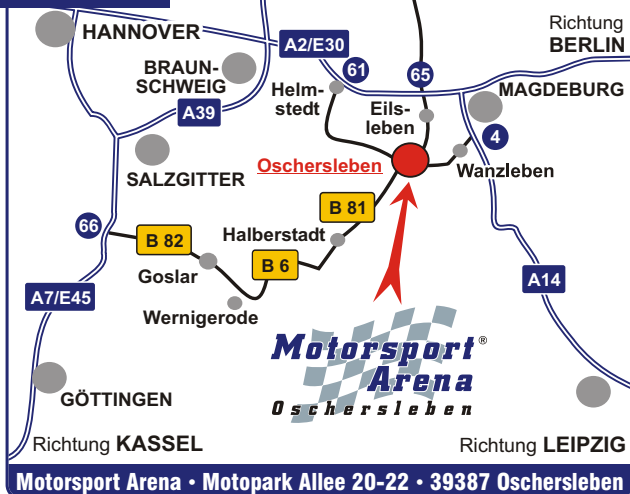 HANNOVER
A2/E30
Richtung
BERLIN
BRAUN-
SCHWEIG
61
65
Helm-
stedt
Eils-
leben
MAGDEBURG
A39
4
Oschersleben
Wanzleben
SALZGITTER
B 81
66
B 82
Halberstadt
Goslar
B 6
A14
A7/E45
Wernigerode
Motorsport®
Arena
Oschersleben
GÖTTINGEN
Richtung KASSEL
Richtung LEIPZIG
Motorsport Arena • Motopark Allee 20-22 • 39387 Oschersleben